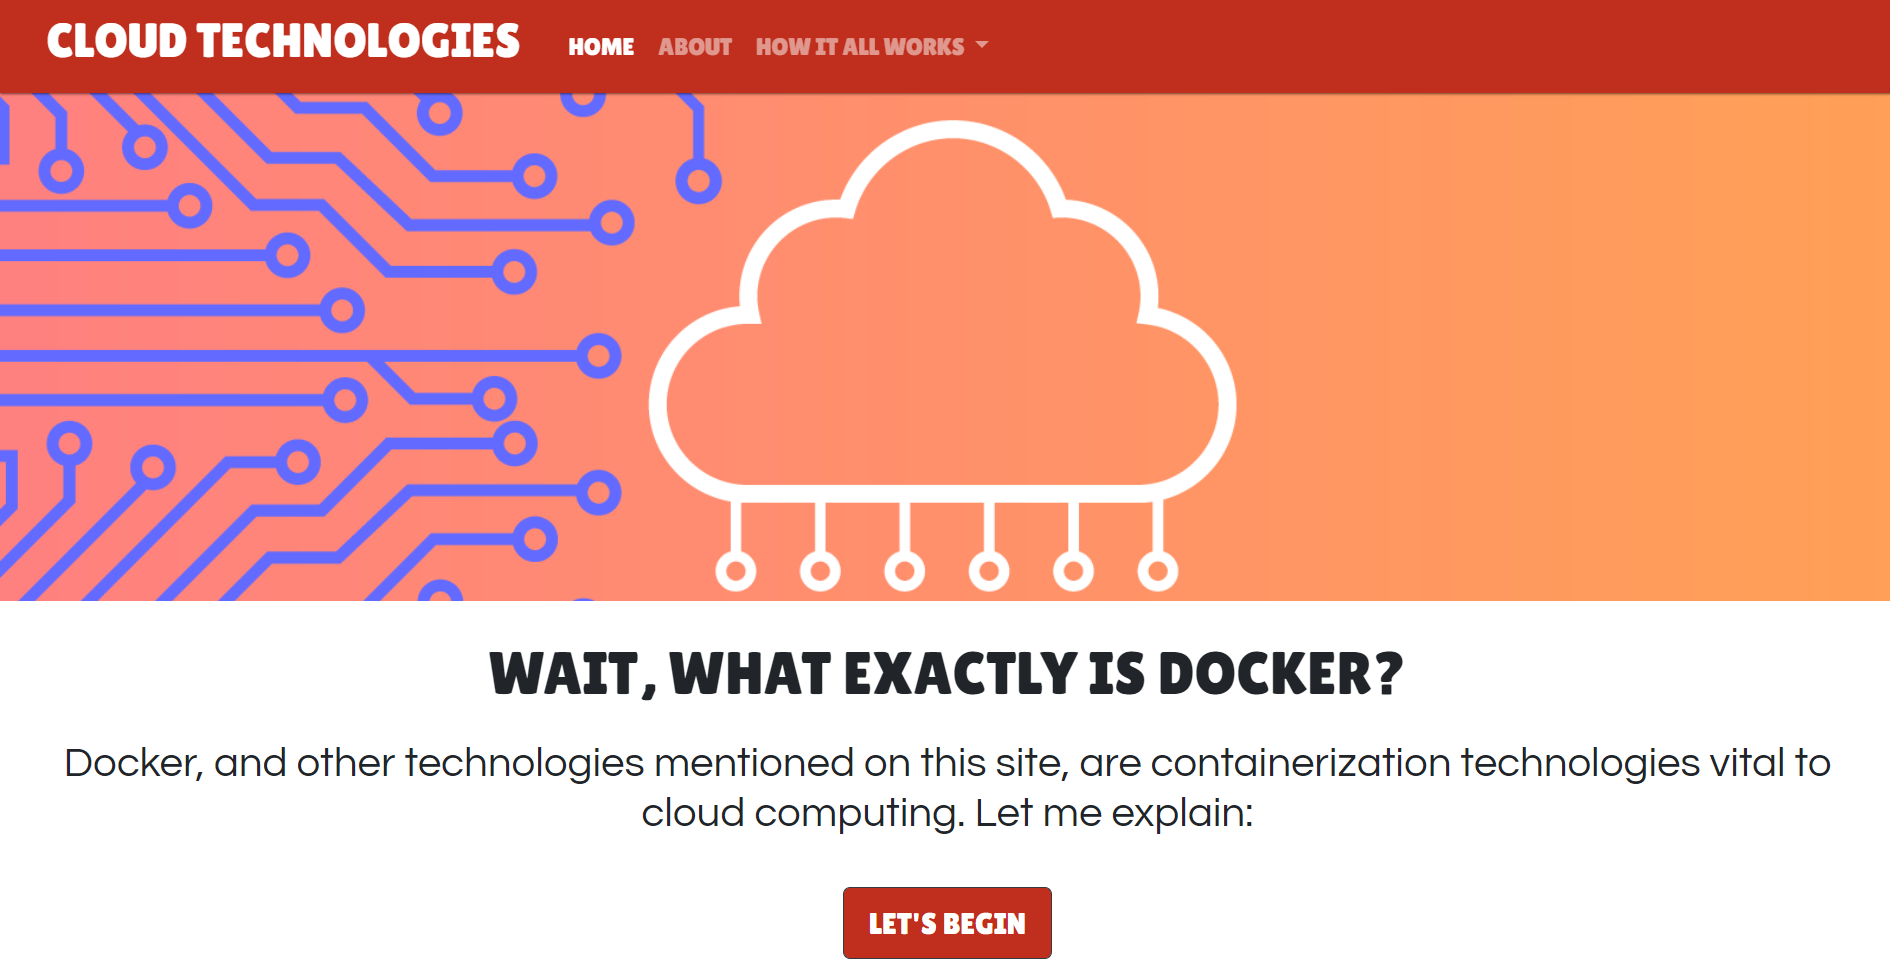 CLOUD TECHNOLOGIES HOME ABOUT HOW IT ALL WORKS
WAIT, WHAT EXACTLY IS DOCKER?
Docker, and other technologies mentioned on this site, are containerization technologies vital to
cloud computing. Let me explain:
LET'S BEGIN